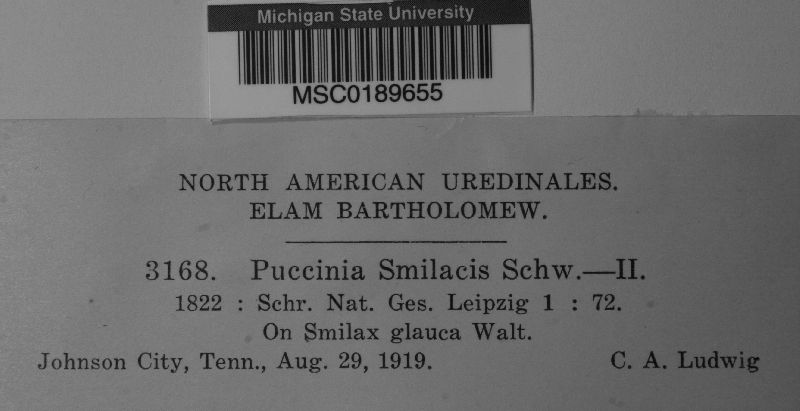 Michigan State University
MSC0189655
NORTH AMERICAN UREDINALES.
ELAM BARTHOLOMEW.
3168. Puccinia Smilacis Schw.—II.
1822 : Schr. Nat. Ges. Leipzig 1 : 72.
On Smilax glauca Walt.
Johnson City, Tenn., Aug. 29, 1919. C. A. Ludwig